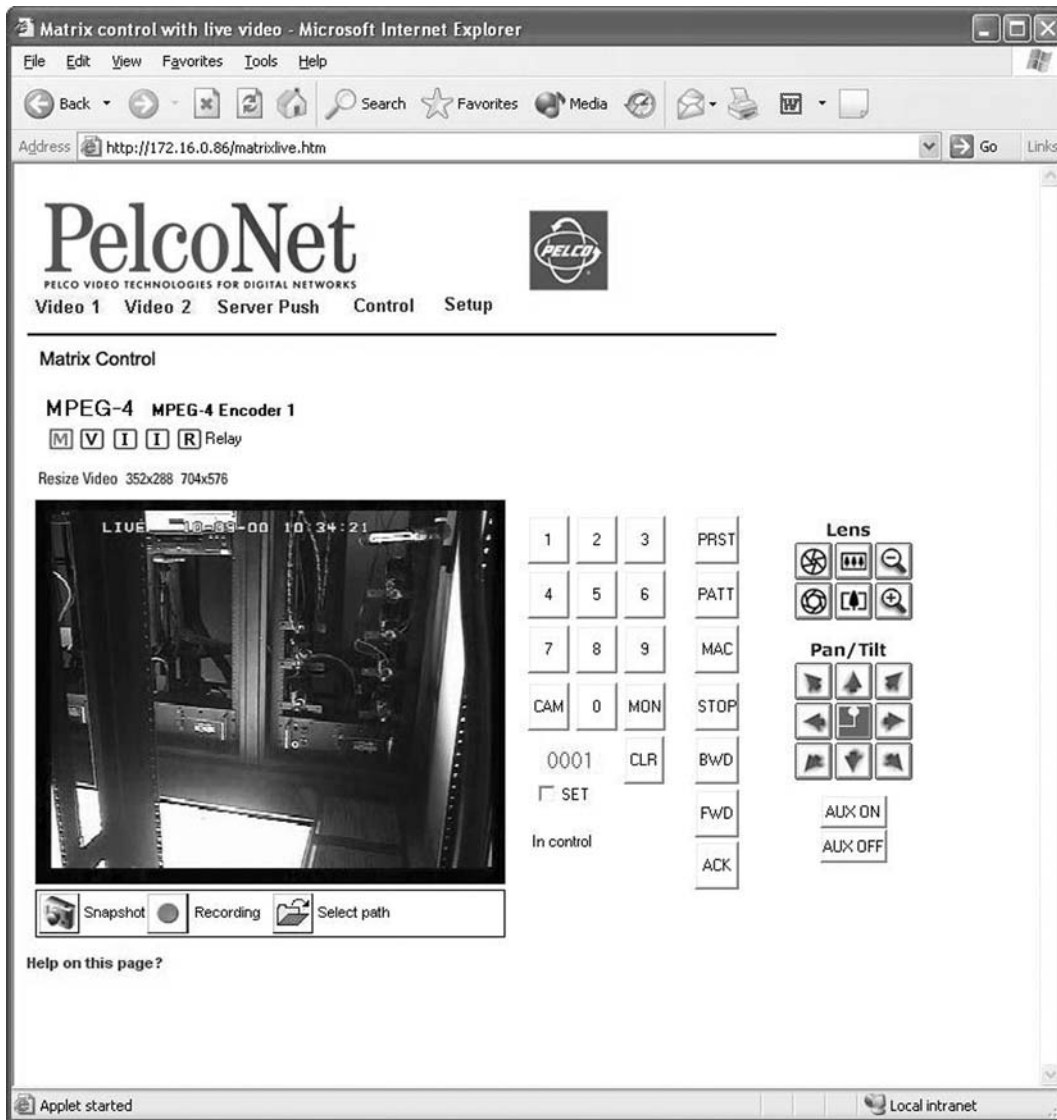 Matrix control with live video - Microsoft Internet Explorer
File Edit View Favorites Tools Help
Back Search Favorites Media W
Address http://172.16.0.86/matrixlive.htm Go Links
PelcoNet
PELCO
PELCO VIDEO TECHNOLOGIES FOR DIGITAL NETWORKS
Video 1 Video 2 Server Push Control Setup
Matrix Control
MPEG-4 MPEG-4 Encoder 1
M V I I R Relay
Resize Video 352x288 704x576
LIVE 10:34:21
1 2 3 PRST
4 5 6 PATT
7 8 9 MAC
CAM 0 MON STOP
0001 CLR BWD
SET
FWD
In control
ACK
Lens
Pan/Tilt
AUX ON
AUX OFF
Snapshot Recording Select path
Help on this page?
Applet started Local intranet